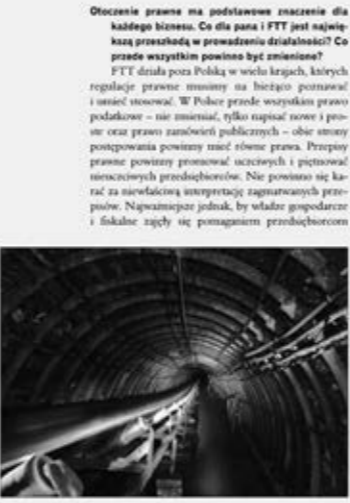 Otoczenie prawne ma podstawowe znaczenie dla
każdego biznesu. Co dla pana i FTT jest najwię-
kszą przeszkodą w prowadzeniu działalności? Co
przede wszystkim powinno być zmienione?
FTT działa poza Polską w wielu krajach, których
regulacje prawne musimy na bieżąco poznawać
i umieć stosować. W Polsce przede wszystkim prawo
podatkowe – nie zmieniać, tylko napisać nowe i pro-
ste oraz prawo zamówień publicznych – obie strony
postępowania powinny mieć równe prawa. Przepisy
prawne powinny promować uczciwych i piętnować
nieuczciwych przedsiębiorców. Nie powinno się ka-
rać za niewłaściwą interpretację zagmatwanych prze-
pisów. Najważniejsze jednak, by władze gospodarcze
i fiskalne zajęły się pomaganiem przedsiębiorcom